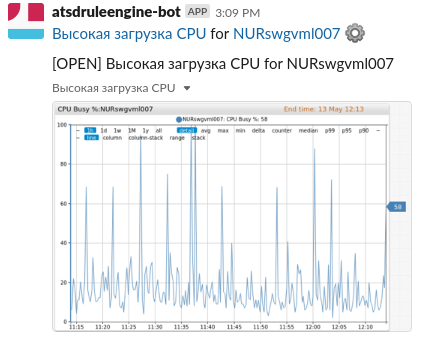 atsdruleengine-bot APP 3:09 PM
Высокая загрузка CPU for NURswgvml007
[OPEN] Высокая загрузка CPU for NURswgvml007
Высокая загрузка CPU
CPU Busy %:NURswgvml007 End time: 13 May 12:13
NURswgvml007: CPU Busy %: 58
1h 1d 1w 1M 1y all detail avg max min delta counter median p99 p95 p90
line column column-stack range stack
100
80
60
58
40
20
0
11:15 11:20 11:25 11:30 11:35 11:40 11:45 11:50 11:55 12:00 12:05 12:10